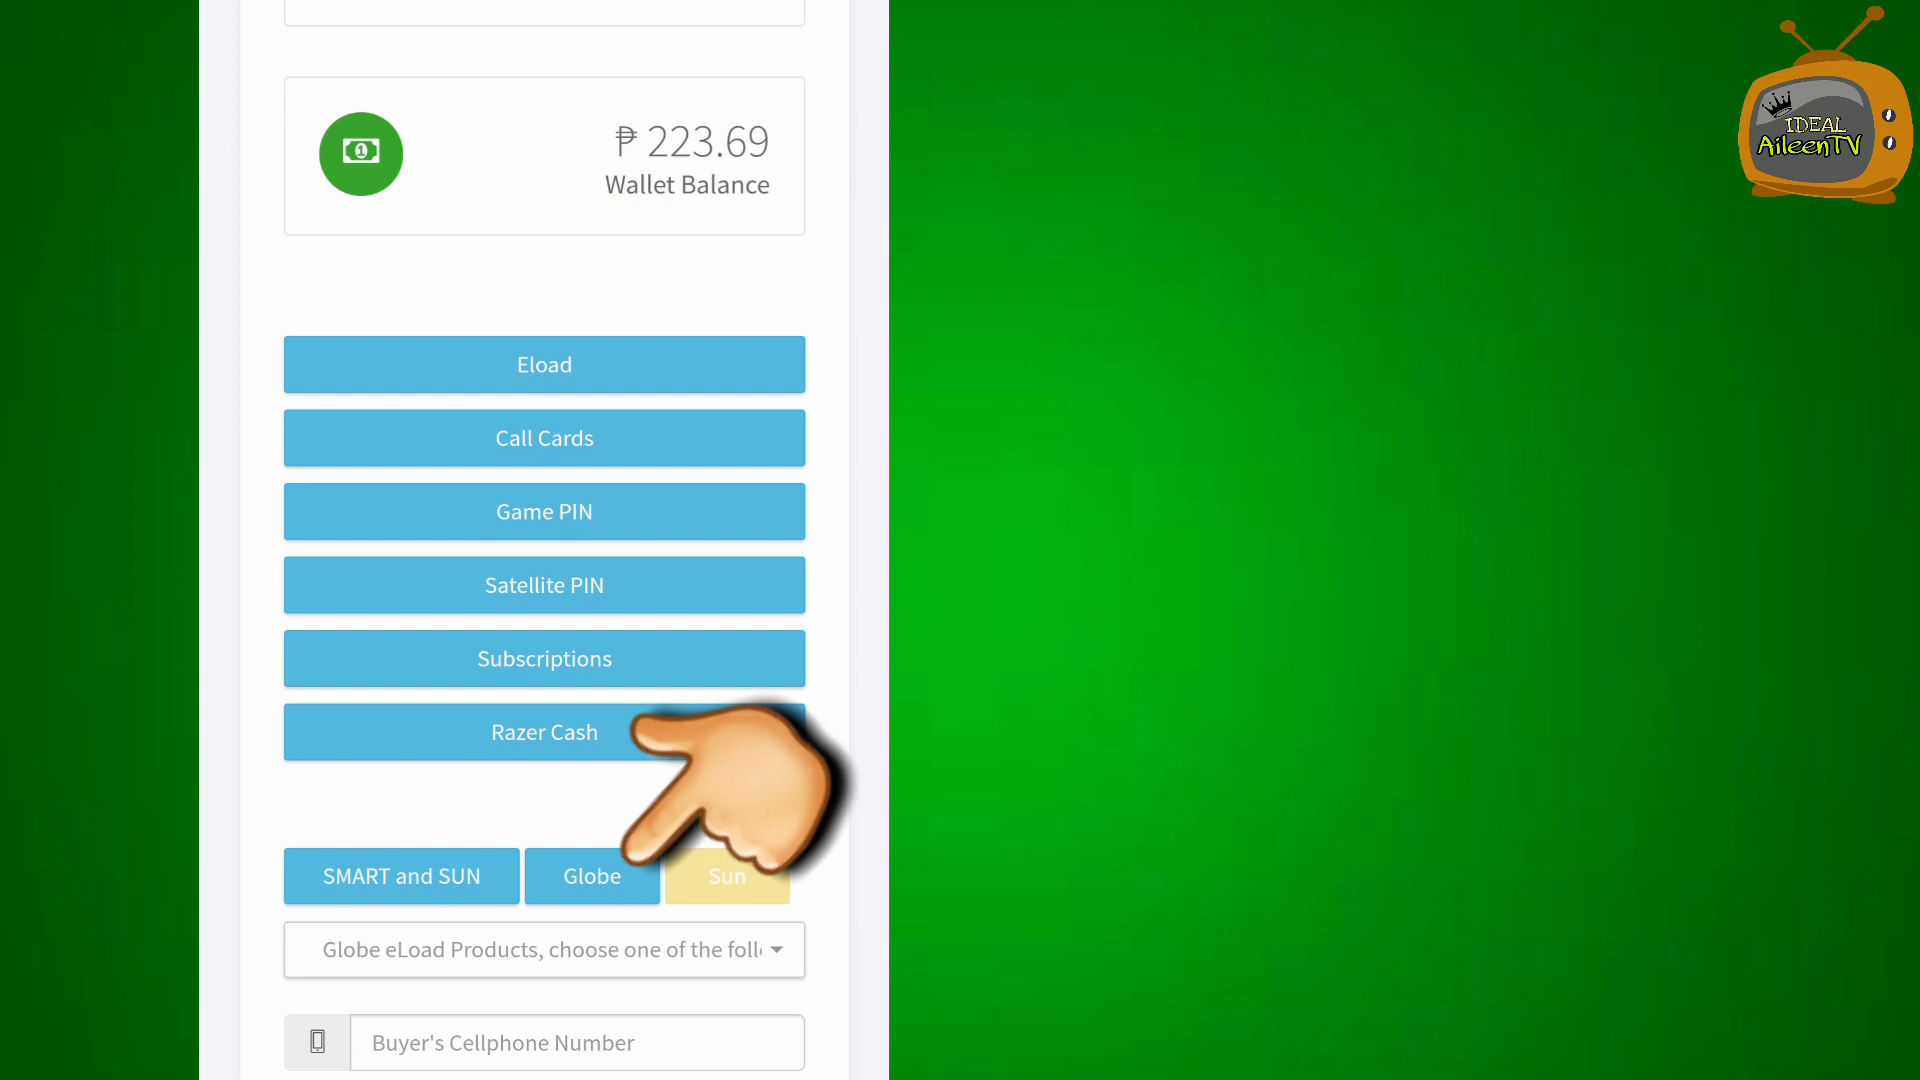 ₱ 223.69
Wallet Balance
IDEAL
AileenTV
Eload
Call Cards
Game PIN
Satellite PIN
Subscriptions
Razer Cash
SMART and SUN
Globe
Sun
Globe eLoad Products, choose one of the foll
Buyer's Cellphone Number